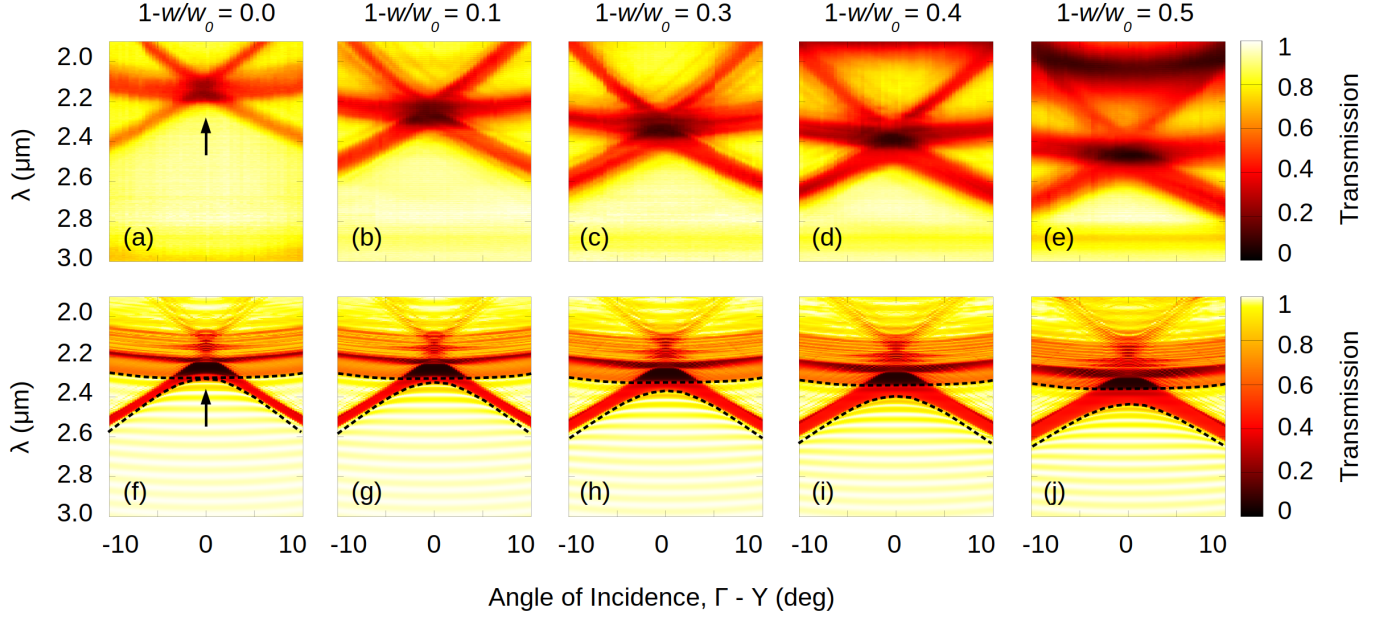 1-w/w0 = 0.0 1-w/w0 = 0.1 1-w/w0 = 0.3 1-w/w0 = 0.4 1-w/w0 = 0.5
2.0
2.2
2.4
2.6
2.8
3.0
λ (μm)
(a) (b) (c) (d) (e)
1
0.8
0.6
0.4
0.2
0
Transmission
2.0
2.2
2.4
2.6
2.8
3.0
λ (μm)
(f) (g) (h) (i) (j)
1
0.8
0.6
0.4
0.2
0
Transmission
-10 0 10 -10 0 10 -10 0 10 -10 0 10 -10 0 10
Angle of Incidence, Γ - Y (deg)